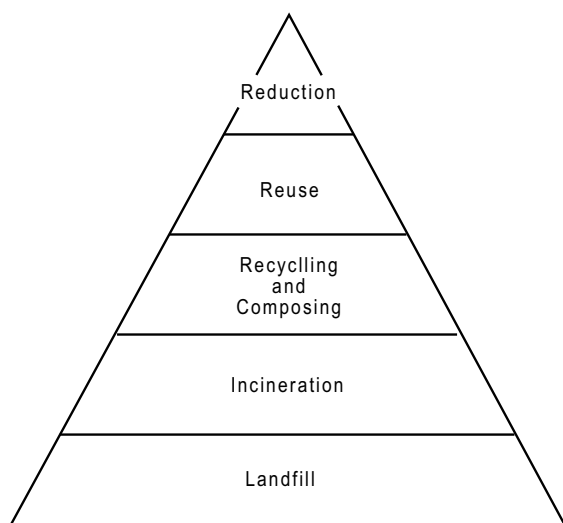 Reduction
Reuse
Recyclling
and
Composing
Incineration
Landfill